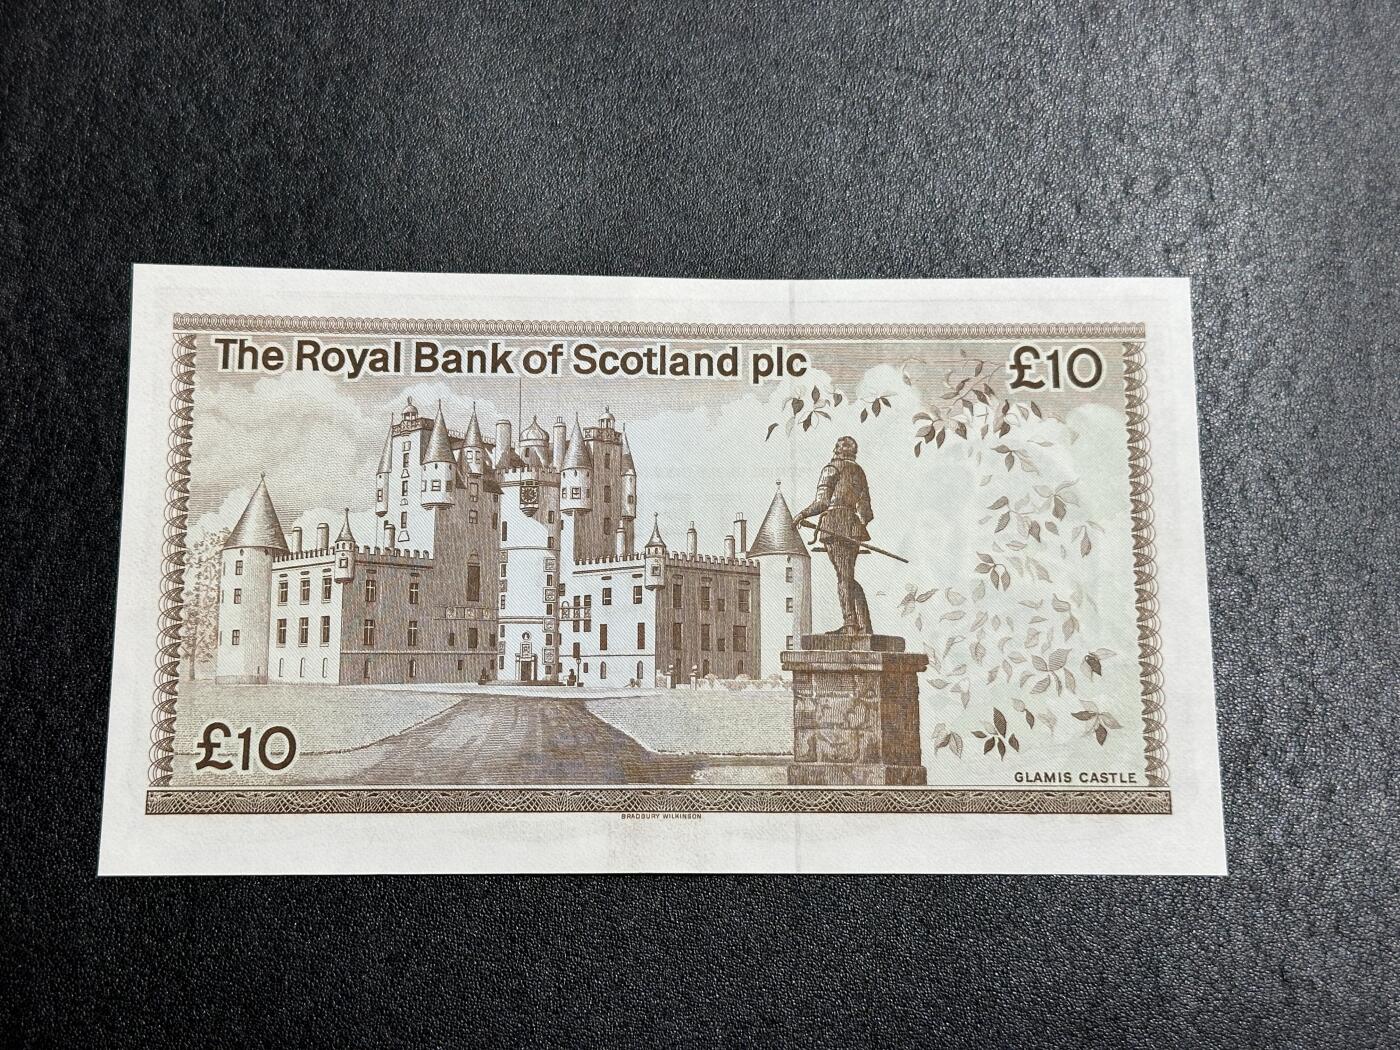 The Royal Bank of Scotland plc
£10
£10
GLAMIS CASTLE
BRADBURY WILKINSON